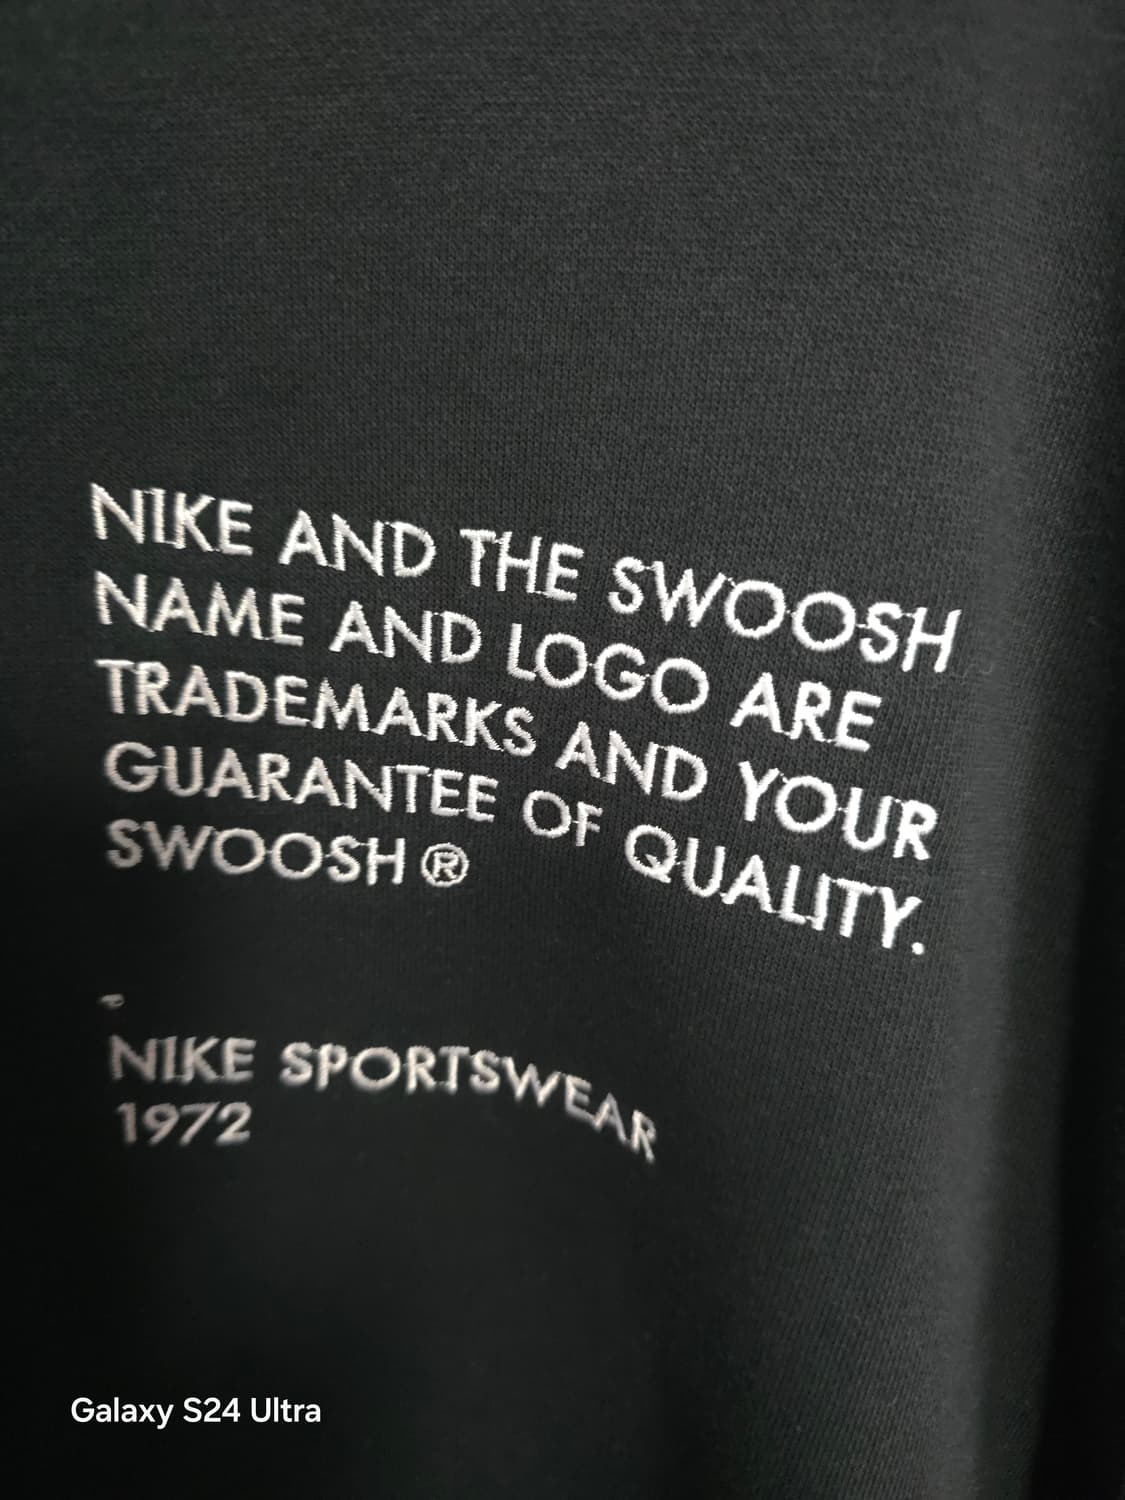 NIKE AND THE SWOOSH
NAME AND LOGO ARE
TRADEMARKS AND YOUR
GUARANTEE OF QUALITY.
SWOOSH ®
NIKE SPORTSWEAR
1972
Galaxy S24 Ultra